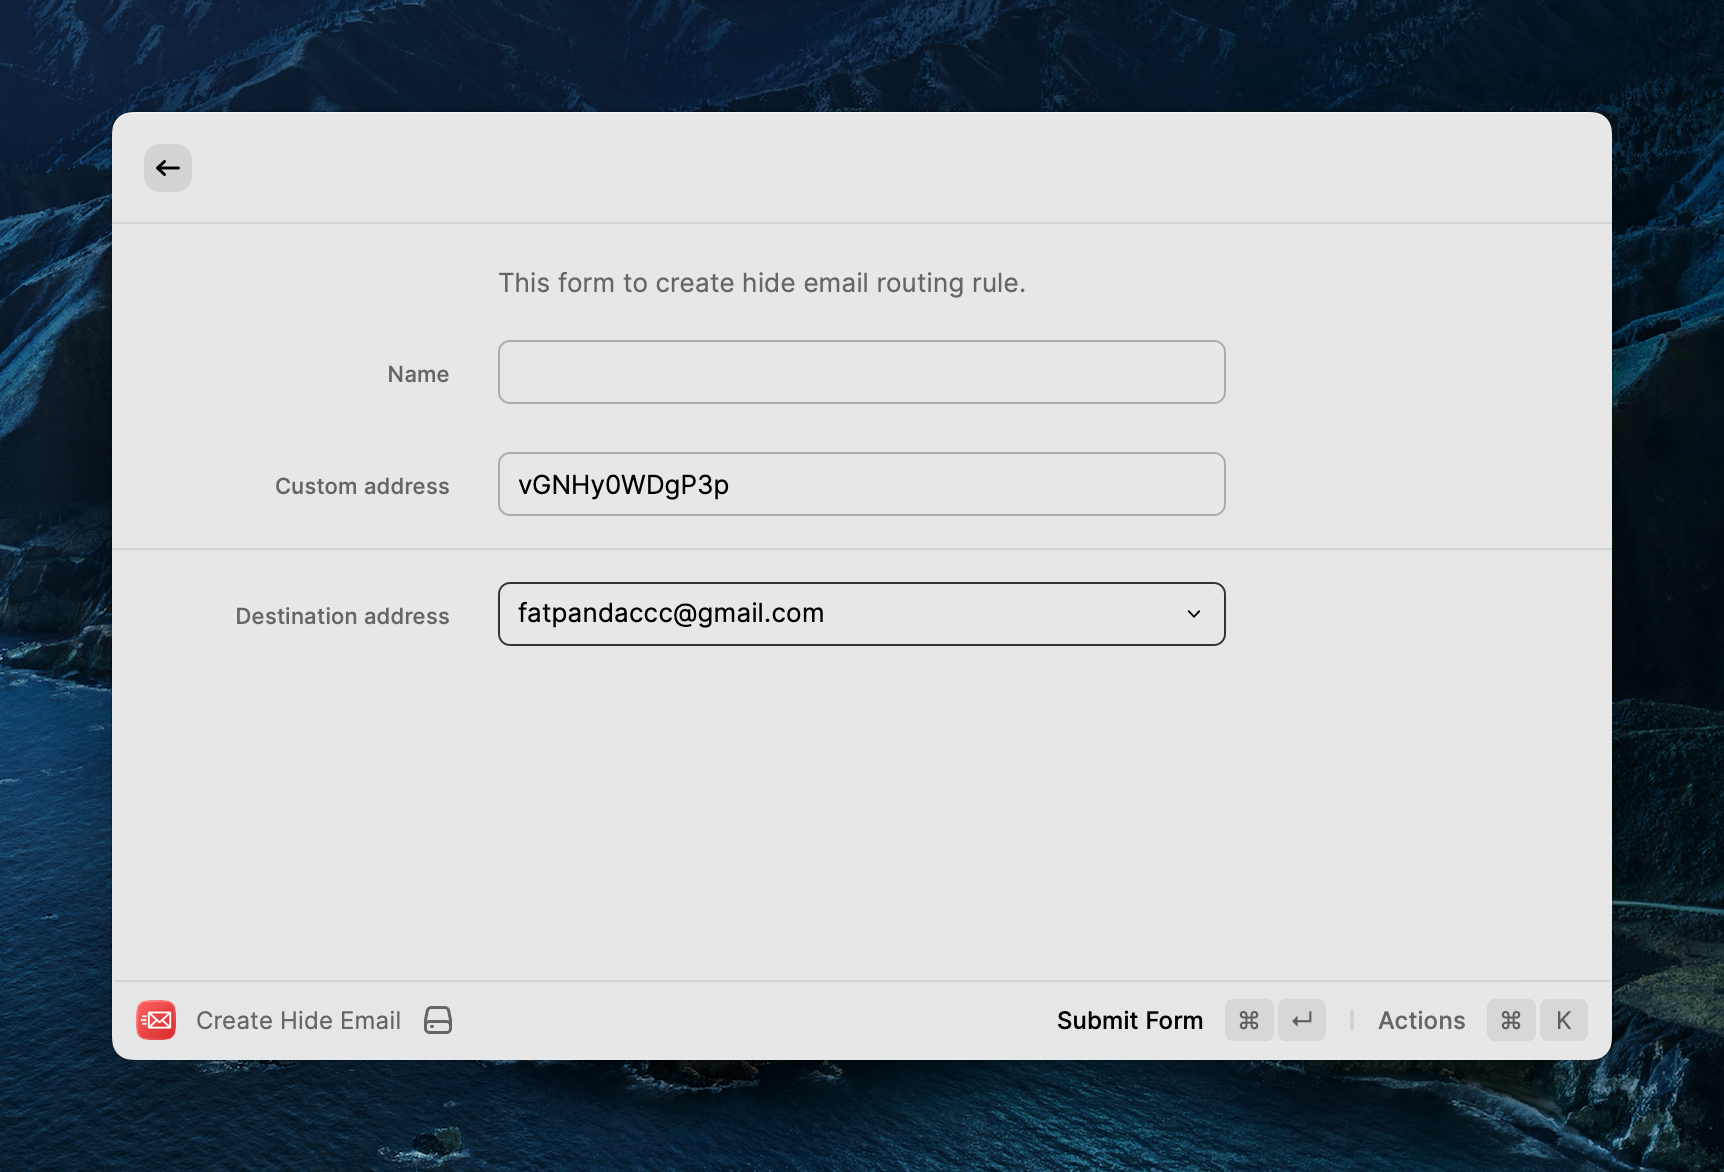 This form to create hide email routing rule.
Name
Custom address
vGNHy0WDgP3p
Destination address
fatpandaccc@gmail.com
Create Hide Email
Submit Form ⌘ ↵
Actions ⌘ K